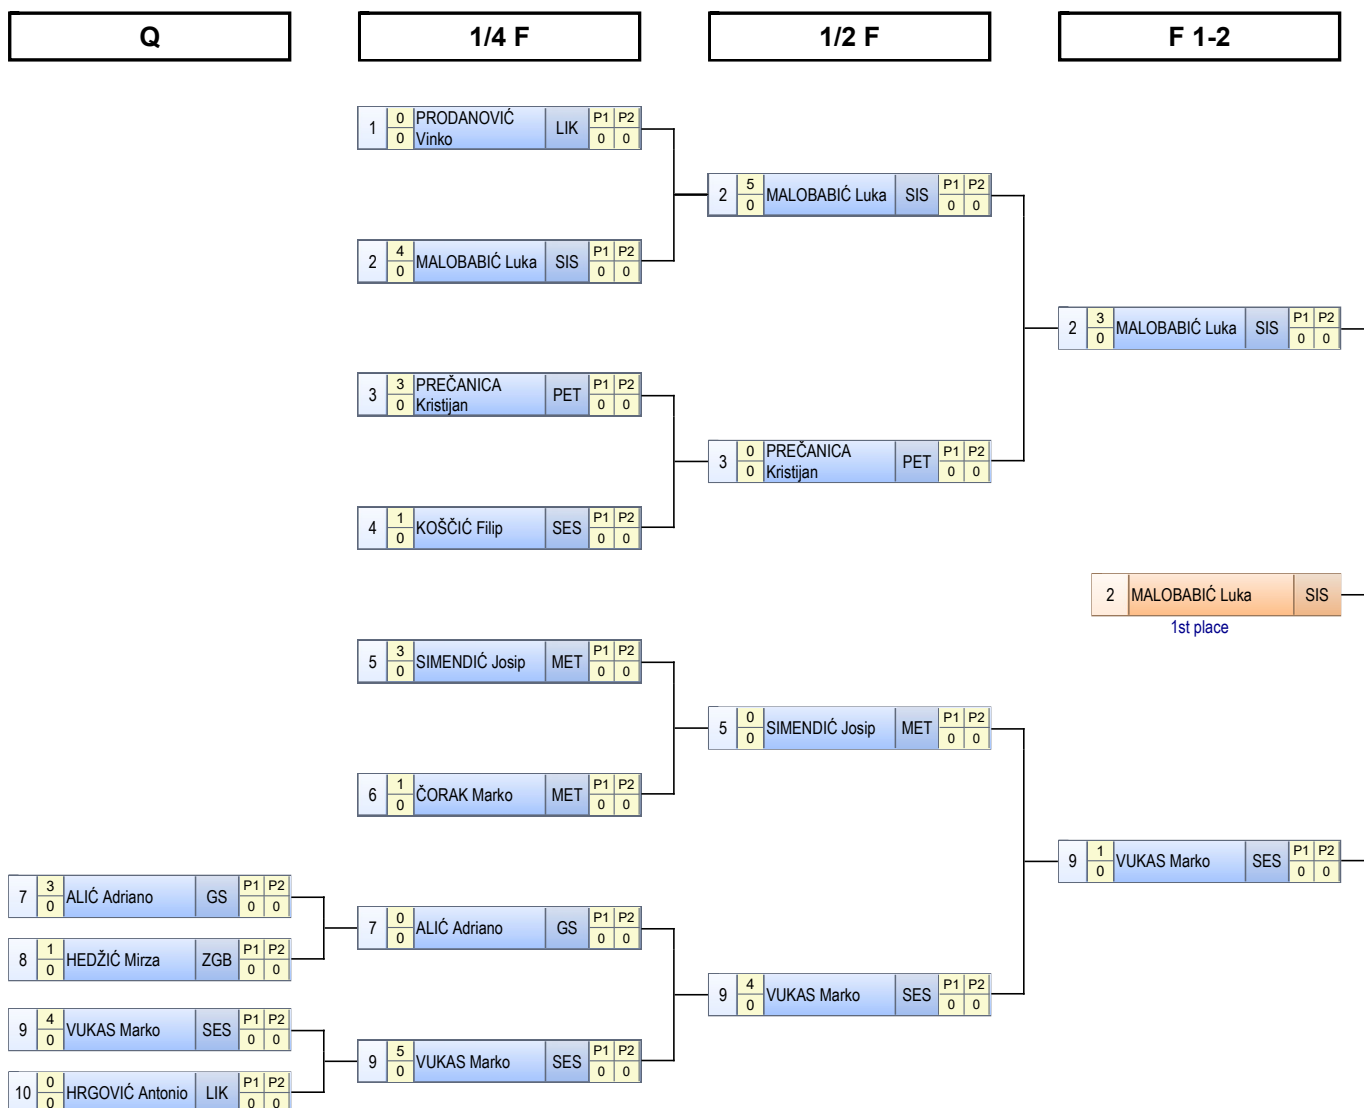 Q 1/4 F 1/2 F F 1-2
1 0 0 PRODANOVIĆ Vinko LIK P1 P2 0 0
2 5 0 MALOBABIĆ Luka SIS P1 P2 0 0
2 4 0 MALOBABIĆ Luka SIS P1 P2 0 0
2 3 0 MALOBABIĆ Luka SIS P1 P2 0 0
3 3 0 PREČANICA Kristijan PET P1 P2 0 0
3 0 0 PREČANICA Kristijan PET P1 P2 0 0
4 1 0 KOŠČIĆ Filip SES P1 P2 0 0
2 MALOBABIĆ Luka SIS
1st place
5 3 0 SIMENDIĆ Josip MET P1 P2 0 0
5 0 0 SIMENDIĆ Josip MET P1 P2 0 0
6 1 0 ČORAK Marko MET P1 P2 0 0
9 1 0 VUKAS Marko SES P1 P2 0 0
7 3 0 ALIĆ Adriano GS P1 P2 0 0
7 0 0 ALIĆ Adriano GS P1 P2 0 0
8 1 0 HEDŽIĆ Mirza ZGB P1 P2 0 0
9 4 0 VUKAS Marko SES P1 P2 0 0
9 4 0 VUKAS Marko SES P1 P2 0 0
9 5 0 VUKAS Marko SES P1 P2 0 0
10 0 0 HRGOVIĆ Antonio LIK P1 P2 0 0